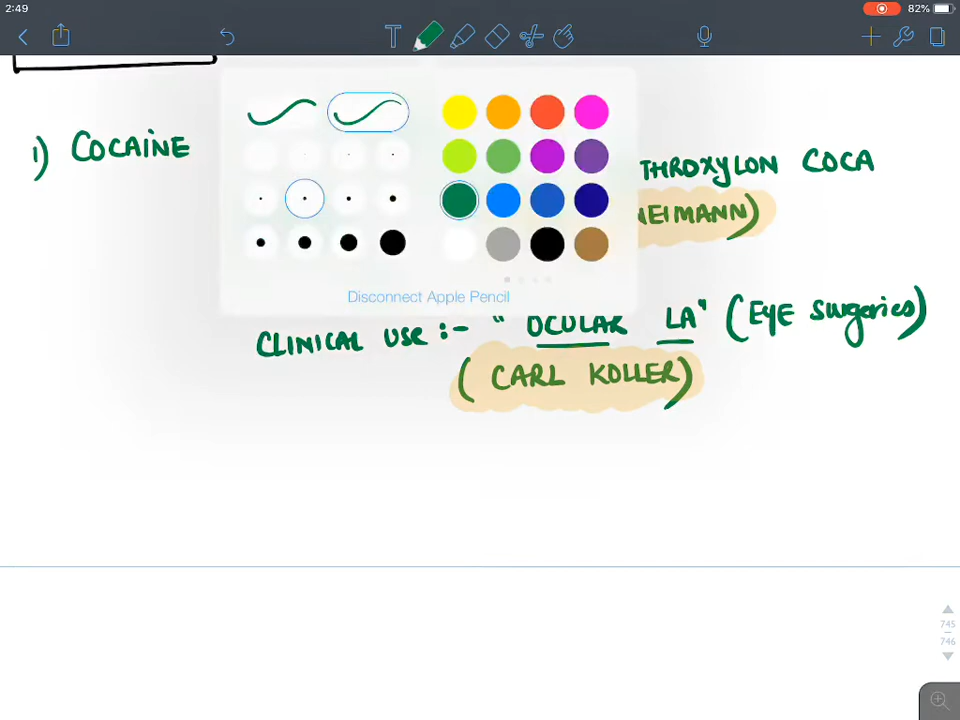 2:49
82%
T
1) COCAINE
THROXYLON COCA
NEIMANN)
Disconnect Apple Pencil
CLINICAL USE :- " OCULAR LA" (EYE Surgeries)
( CARL KOLLER)
745
746